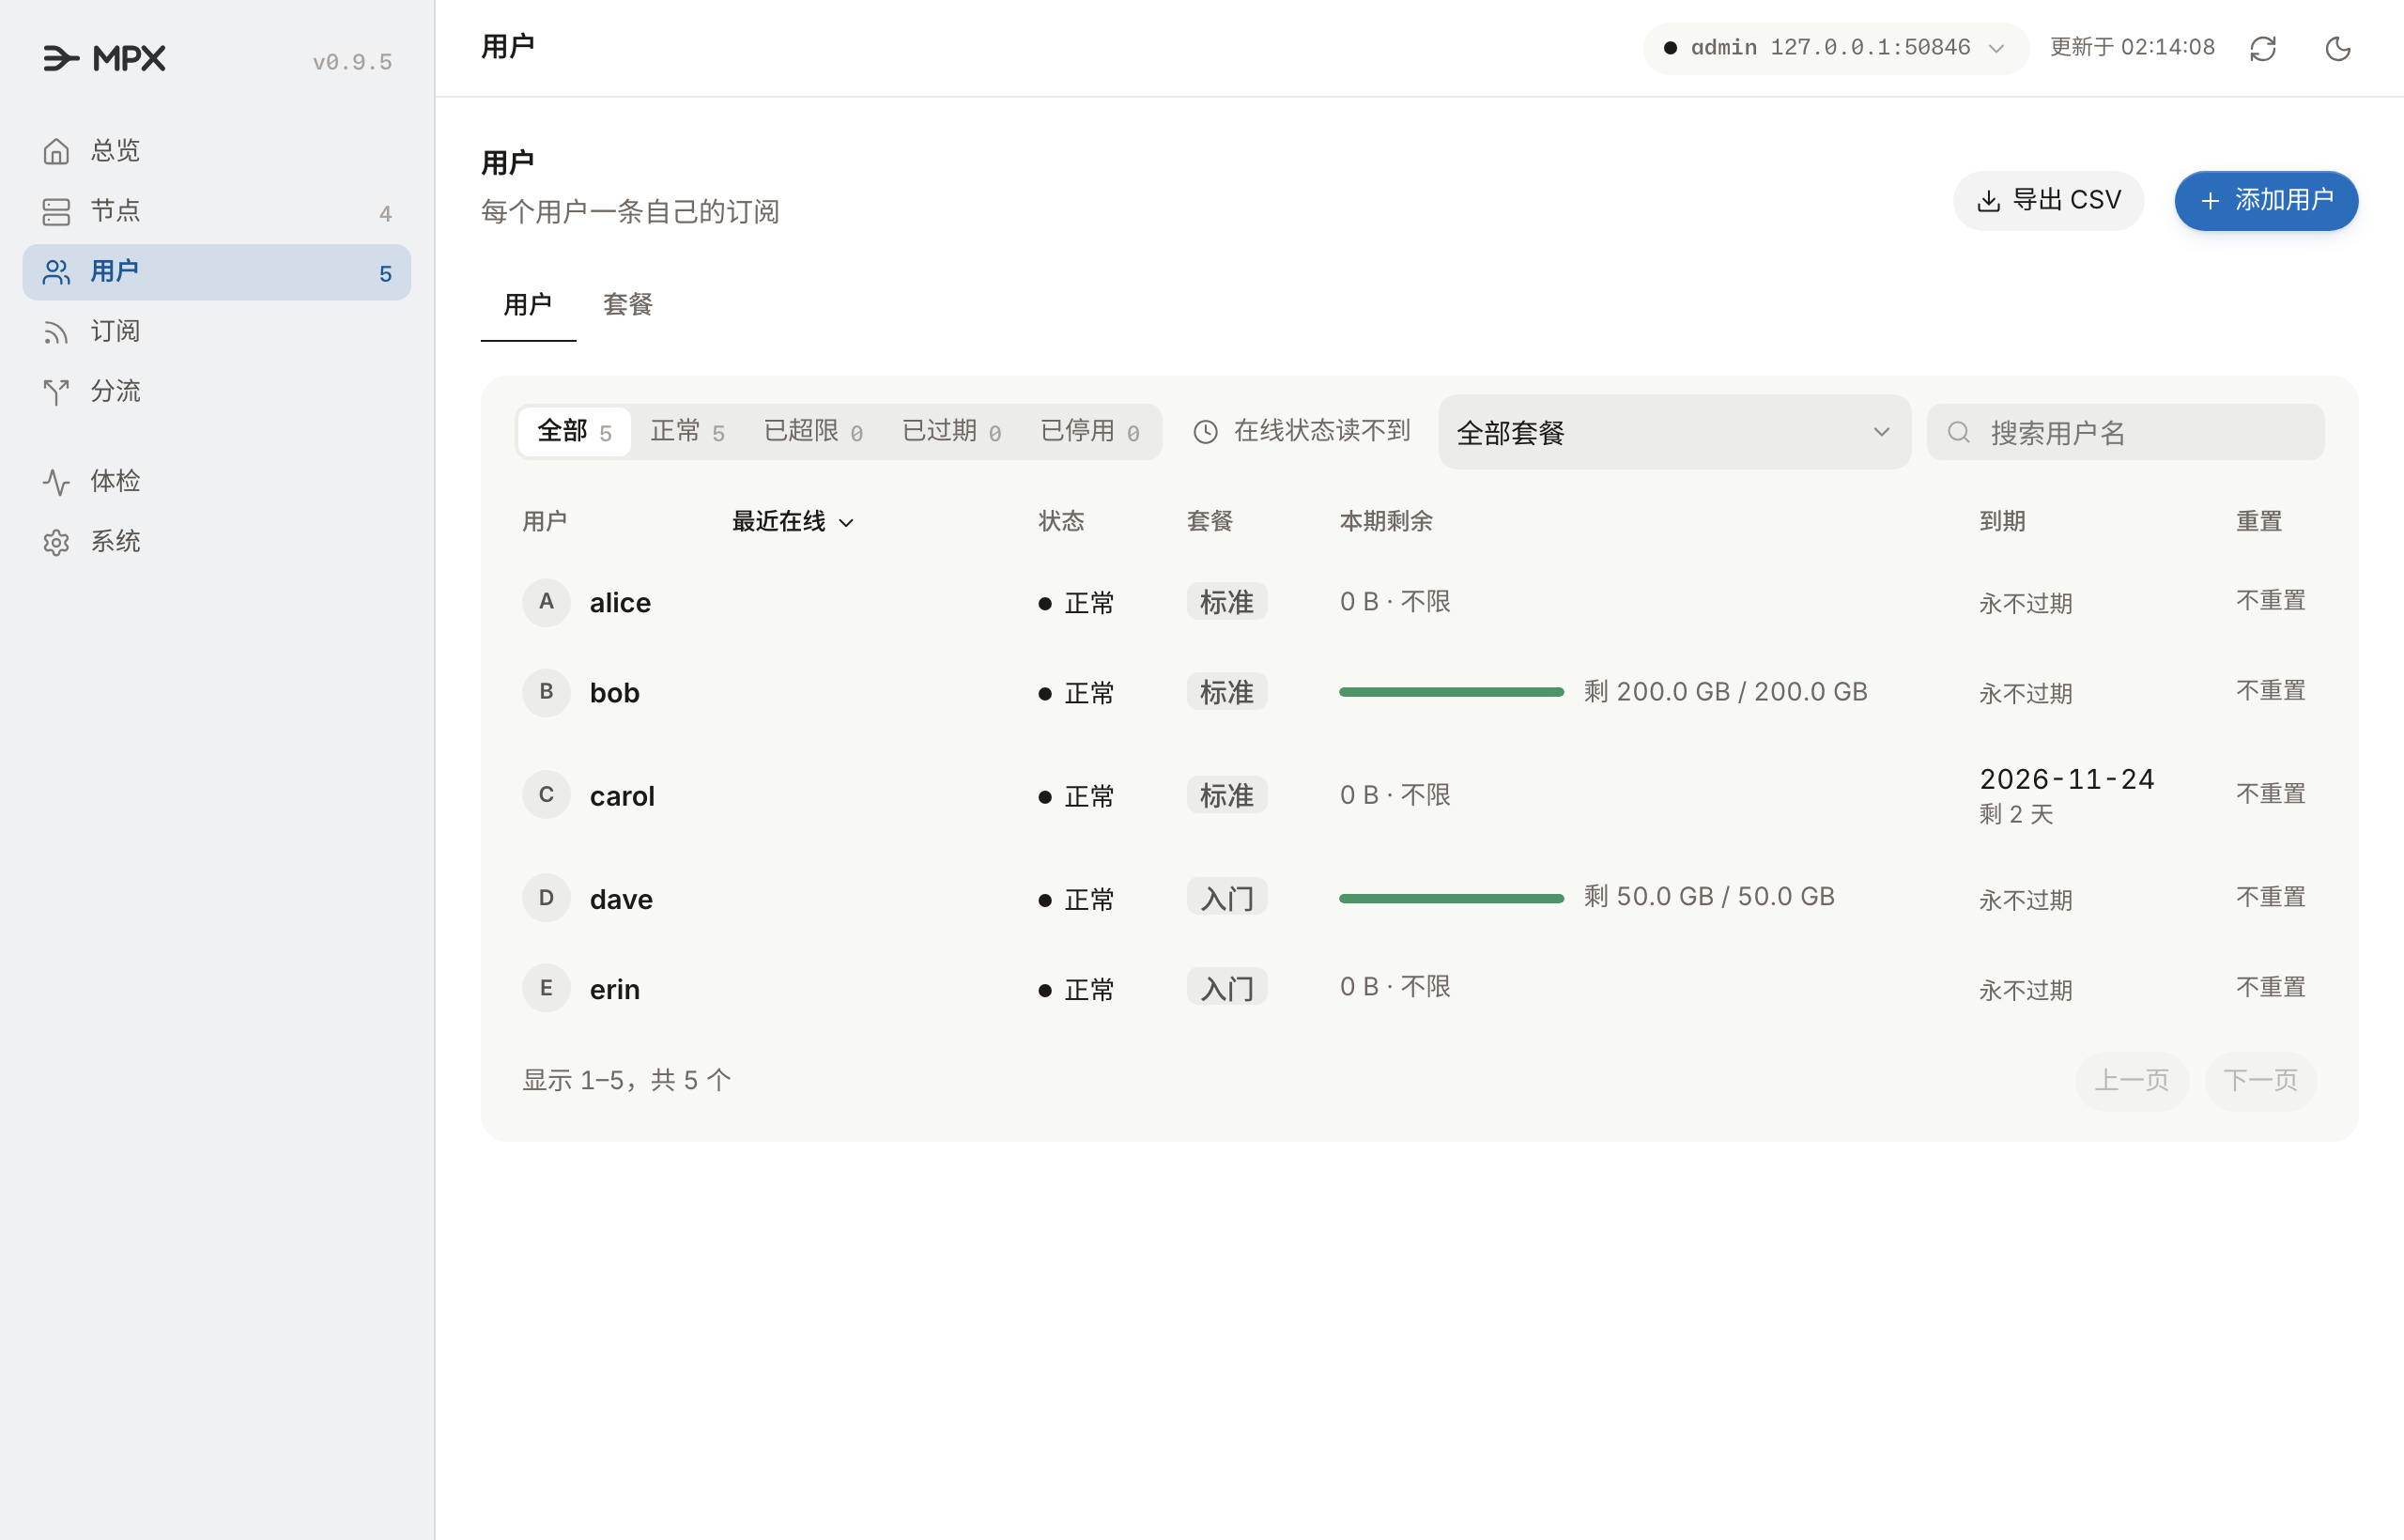 MPX v0.9.5
总览
节点 4
用户 5
订阅
分流
体检
系统
用户 admin 127.0.0.1:50846 更新于 02:14:08
用户
每个用户一条自己的订阅
导出 CSV 添加用户
用户 套餐
全部 5 正常 5 已超限 0 已过期 0 已停用 0 在线状态读不到 全部套餐 搜索用户名
用户 最近在线 状态 套餐 本期剩余 到期 重置
A alice 正常 标准 0 B · 不限 永不过期 不重置
B bob 正常 标准 剩 200.0 GB / 200.0 GB 永不过期 不重置
C carol 正常 标准 0 B · 不限 2026-11-24 不重置
剩 2 天
D dave 正常 入门 剩 50.0 GB / 50.0 GB 永不过期 不重置
E erin 正常 入门 0 B · 不限 永不过期 不重置
显示 1–5，共 5 个 上一页 下一页